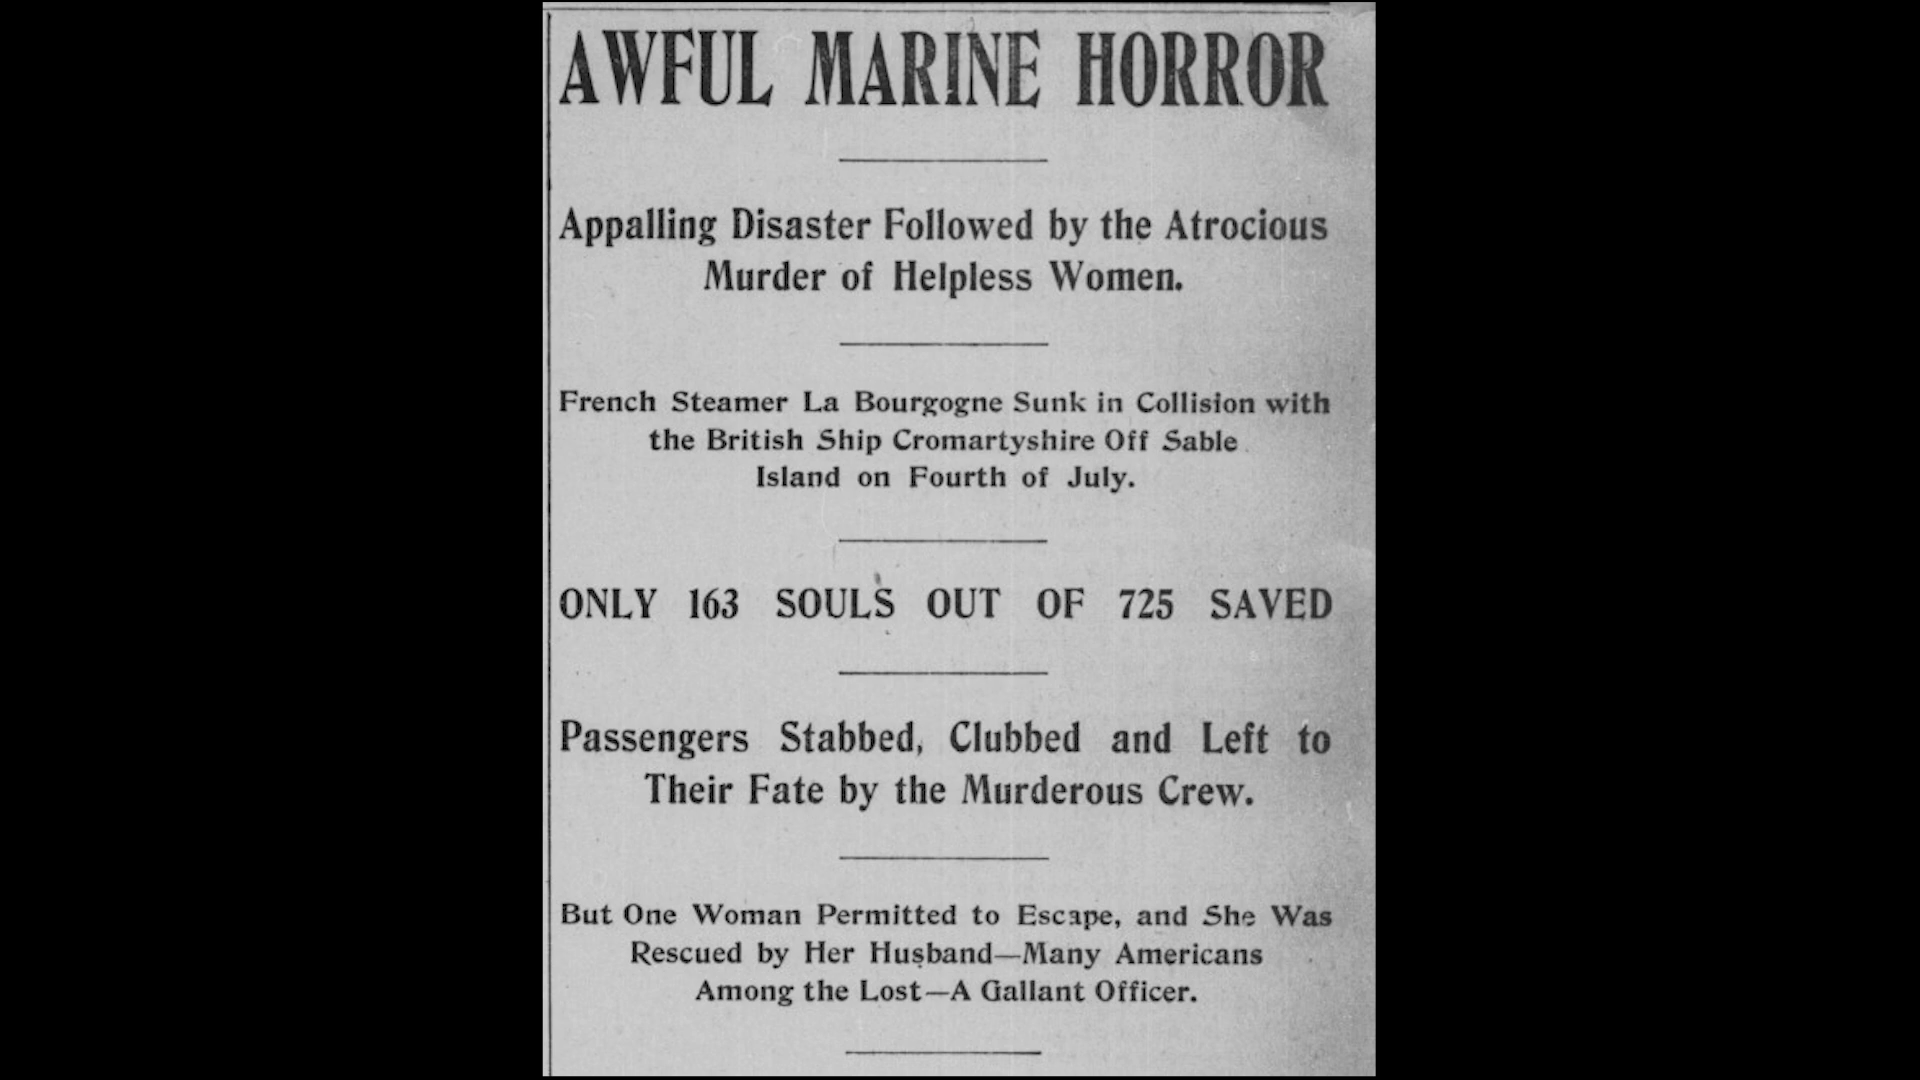 AWFUL MARINE HORROR
Appalling Disaster Followed by the Atrocious
Murder of Helpless Women.
French Steamer La Bourgogne Sunk in Collision with
the British Ship Cromartyshire Off Sable
Island on Fourth of July.
ONLY 163 SOULS OUT OF 725 SAVED
Passengers Stabbed, Clubbed and Left to
Their Fate by the Murderous Crew.
But One Woman Permitted to Escape, and She Was
Rescued by Her Husband—Many Americans
Among the Lost—A Gallant Officer.